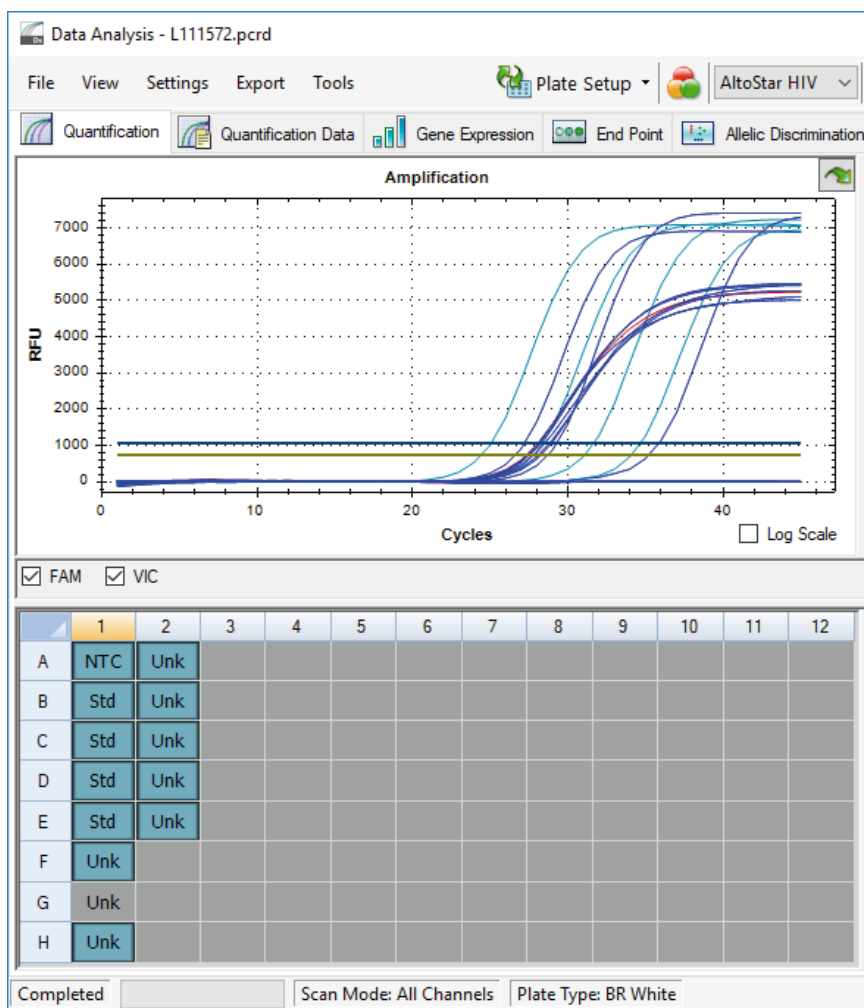 Data Analysis - L111572.pcrd
File View Settings Export Tools Plate Setup AltoStar HIV
Quantification Quantification Data Gene Expression End Point Allelic Discrimination
Amplification
7000
6000
5000
4000
3000
2000
1000
0
RFU
0 10 20 30 40
Cycles
Log Scale
FAM VIC
1 2 3 4 5 6 7 8 9 10 11 12
A NTC Unk
B Std Unk
C Std Unk
D Std Unk
E Std Unk
F Unk
G Unk
H Unk
Completed Scan Mode: All Channels Plate Type: BR White